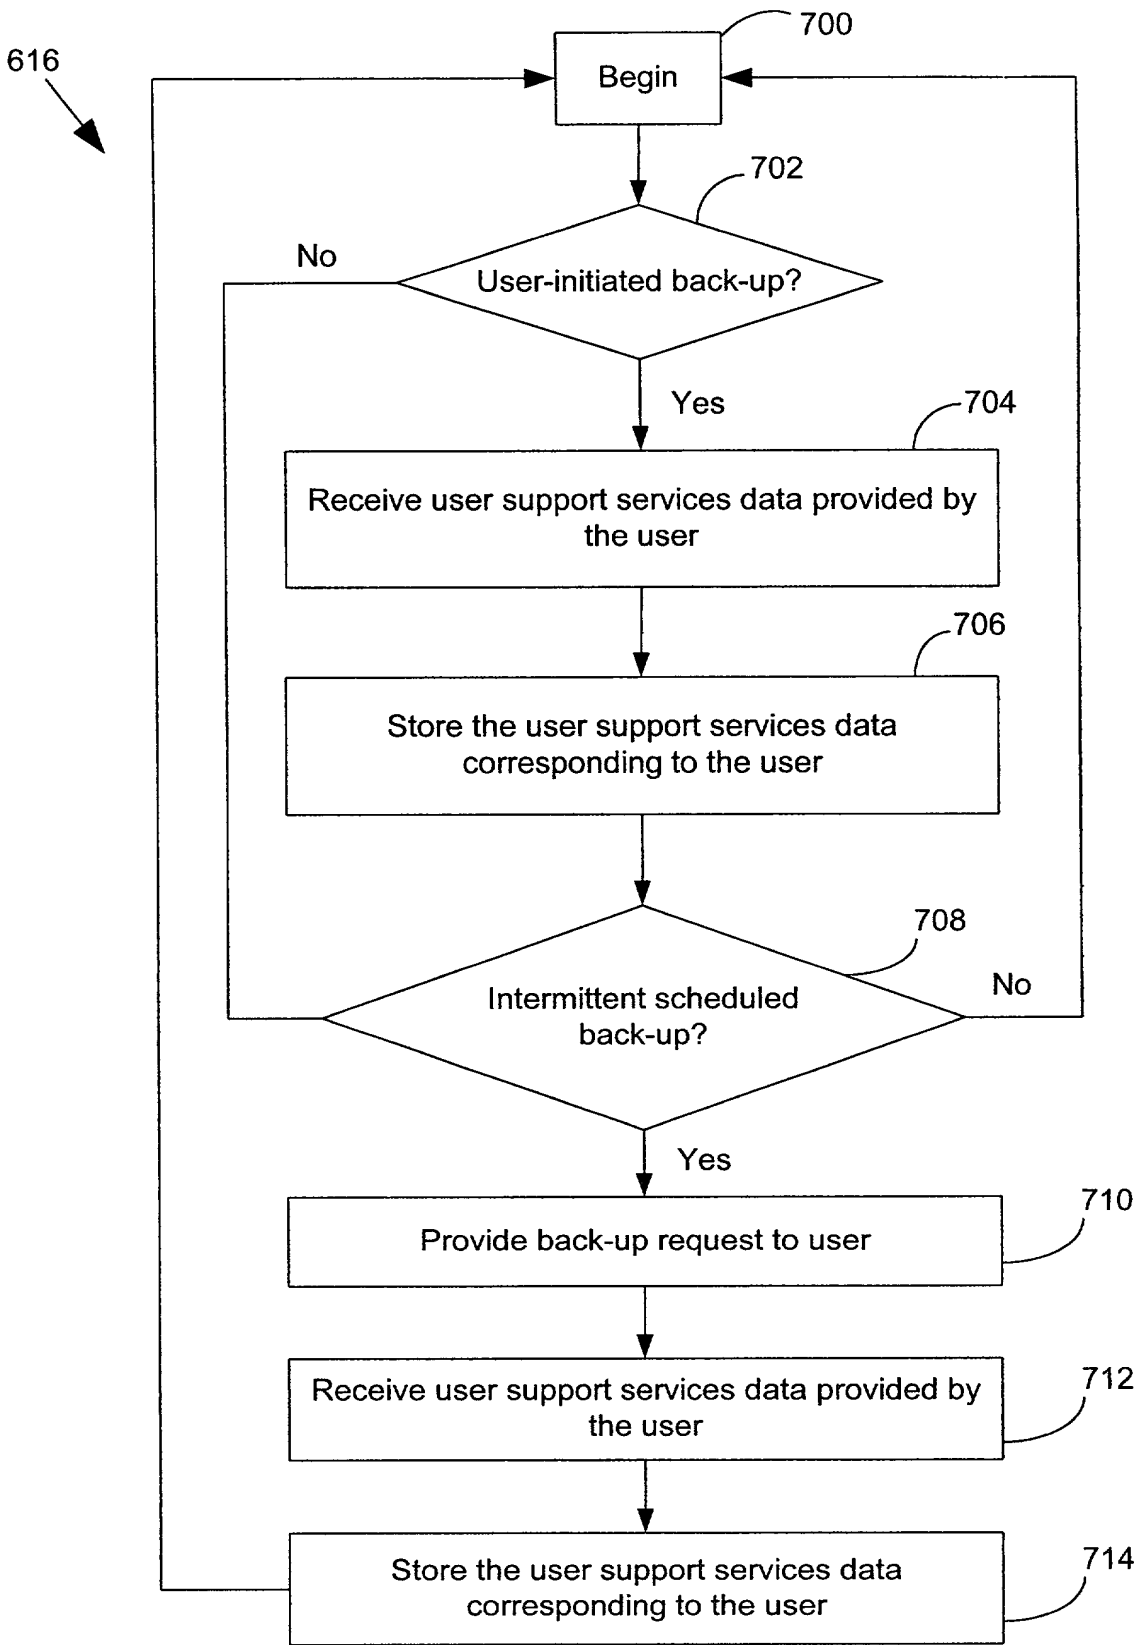 700
616
Begin
702
No
User-initiated back-up?
Yes
704
Receive user support services data provided by
the user
706
Store the user support services data
corresponding to the user
708
Intermittent scheduled
back-up?
No
Yes
710
Provide back-up request to user
712
Receive user support services data provided by
the user
714
Store the user support services data
corresponding to the user